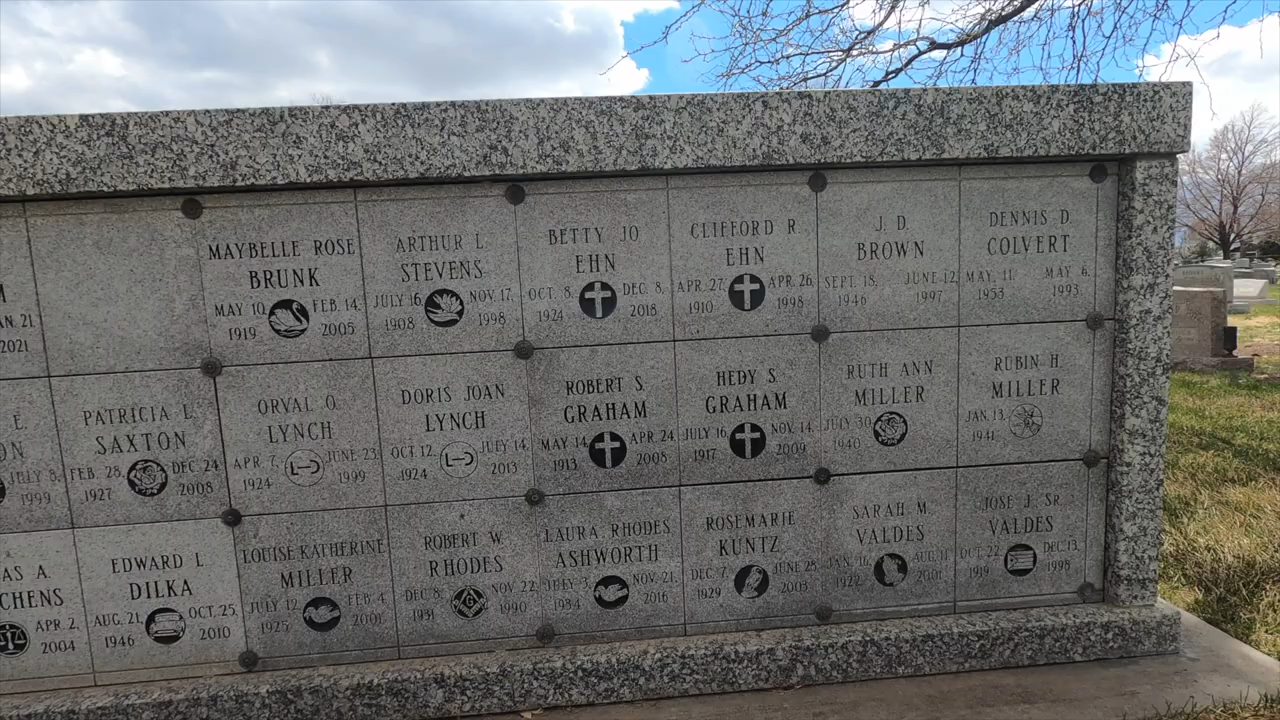 AN. 21
2021
MAYBELLE ROSE
BRUNK
MAY 10, FEB. 14,
1919 2005
ARTHUR L.
STEVENS
JULY 16, NOV. 17,
1908 1998
BETTY JO
EHN
OCT. 8, DEC. 8,
1924 2018
CLIFFORD R.
EHN
APR. 27, APR. 26,
1910 1998
J. D.
BROWN
SEPT. 18, JUNE 12,
1946 1997
DENNIS D.
COLVERT
MAY 11, MAY 6,
1953 1993
E.
ON
JULY 8,
1999
PATRICIA L.
SAXTON
FEB. 28, DEC. 24
1927 2008
ORVAL O.
LYNCH
APR. 7, JUNE 23,
1924 1999
DORIS JOAN
LYNCH
OCT. 12, JULY 14,
1924 2013
ROBERT S.
GRAHAM
MAY 14, APR. 24
1913 2008
HEDY S.
GRAHAM
JULY 16, NOV. 14,
1917 2009
RUTH ANN
MILLER
JULY 30,
1940
RUBIN H.
MILLER
JAN. 13,
1941
AS A.
CHENS
APR. 2,
2004
EDWARD L.
DILKA
AUG. 21, OCT. 25,
1946 2010
LOUISE KATHERINE
MILLER
JULY 12, FEB. 4,
1925 2001
ROBERT W.
RHODES
DEC. 8, NOV. 22,
1931 1990
LAURA RHODES
ASHWORTH
JULY 3, NOV. 21,
1934 2016
ROSEMARIE
KUNTZ
DEC. 7, JUNE 28,
1929 2003
SARAH M.
VALDES
JAN. 16, AUG. 11,
1922 2001
JOSE J. SR.
VALDES
OCT. 22, DEC. 13,
1919 1998